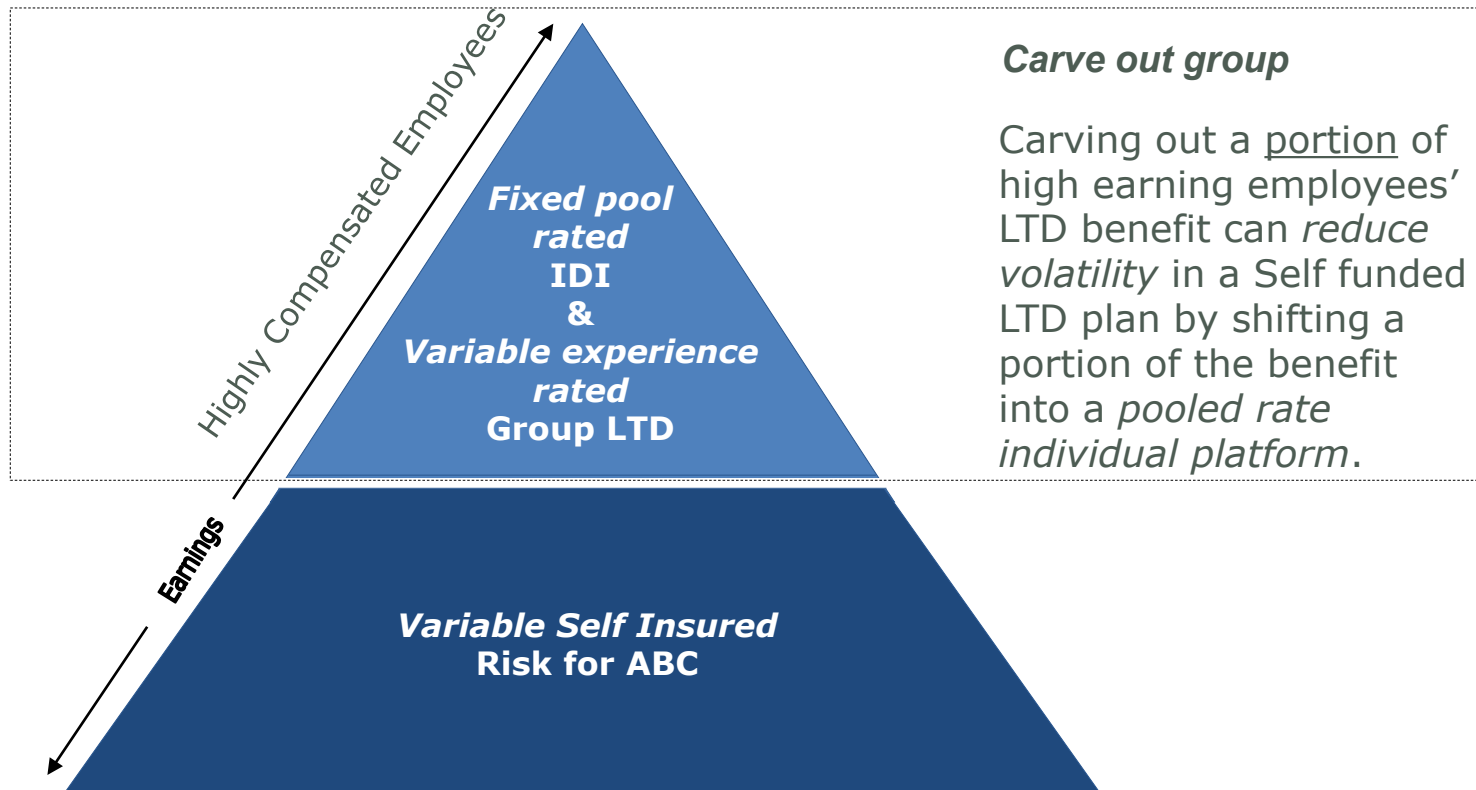 Highly Compensated Employees
Earnings
Fixed pool
rated
IDI
&
Variable experience
rated
Group LTD
Variable Self Insured
Risk for ABC
Carve out group
Carving out a portion of
high earning employees’
LTD benefit can reduce
volatility in a Self funded
LTD plan by shifting a
portion of the benefit
into a pooled rate
individual platform.